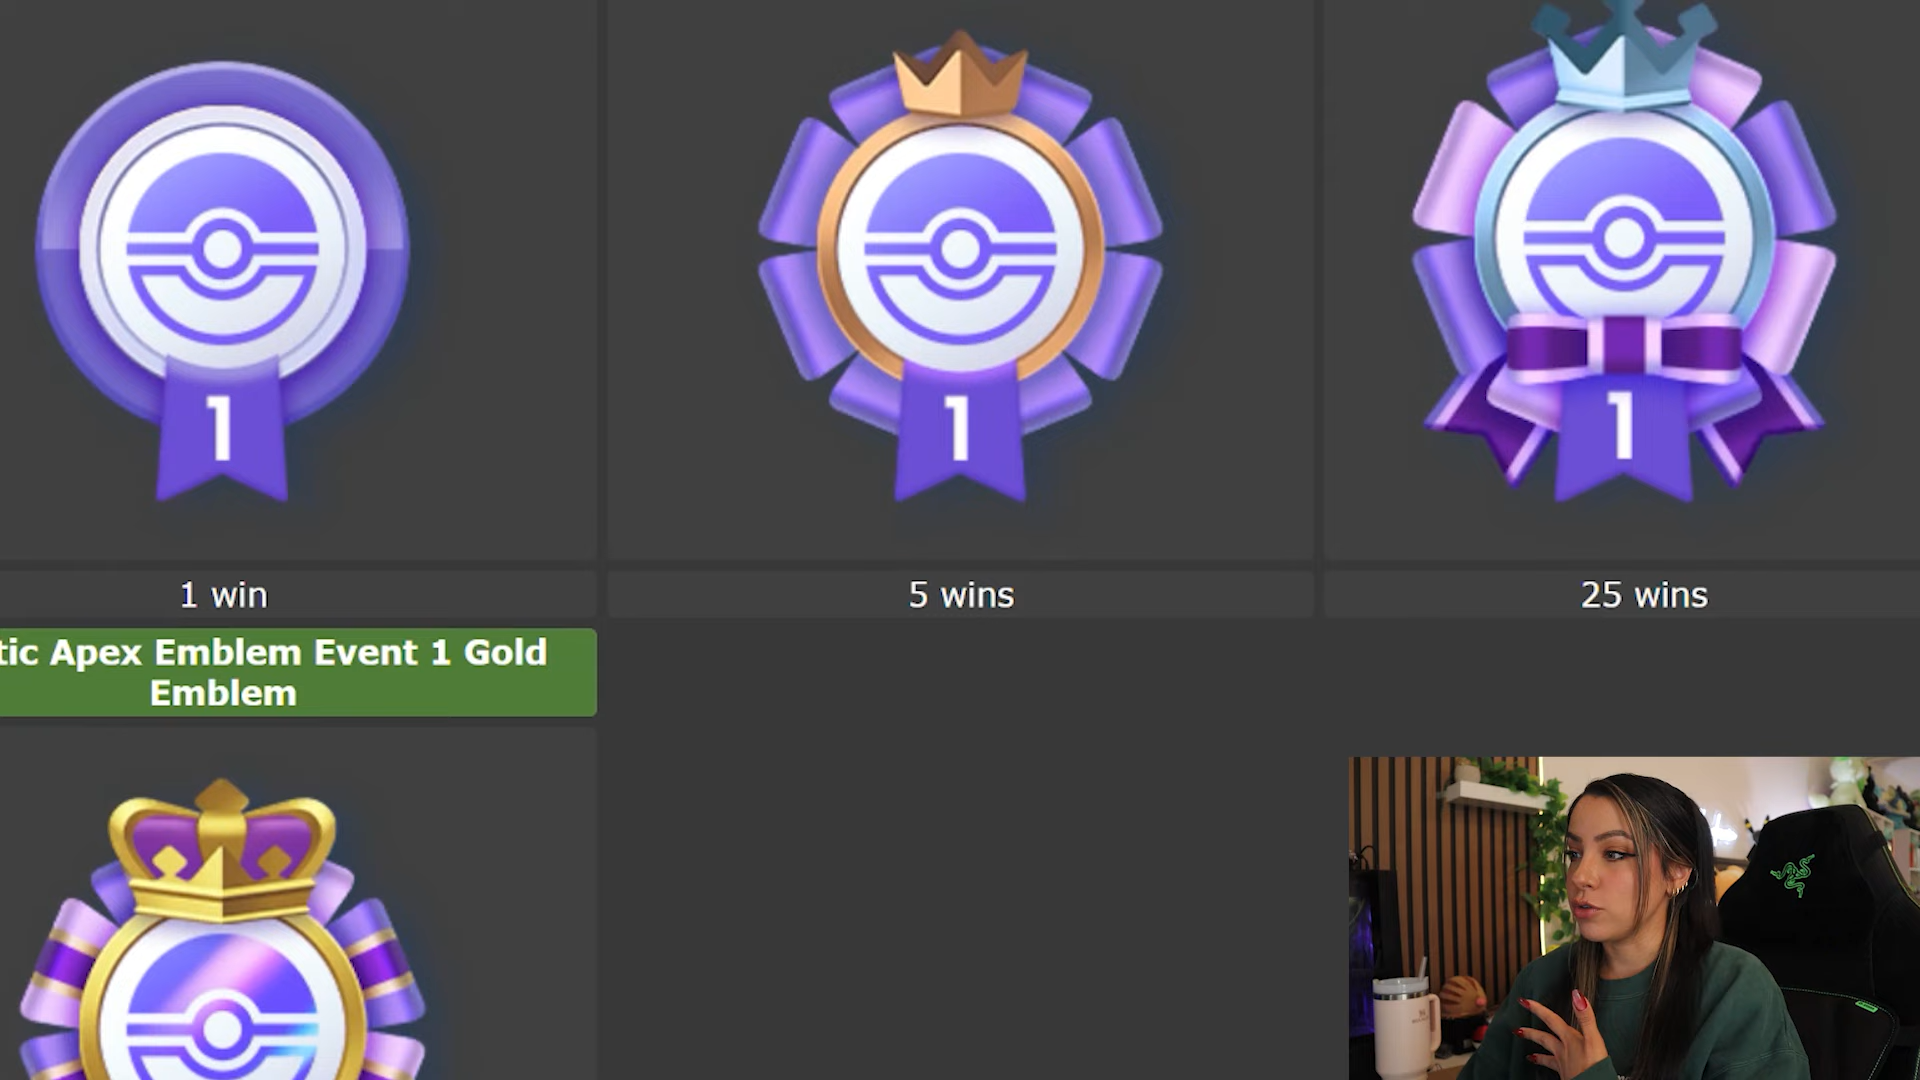 1
1
1
1 win
5 wins
25 wins
tic Apex Emblem Event 1 Gold
Emblem